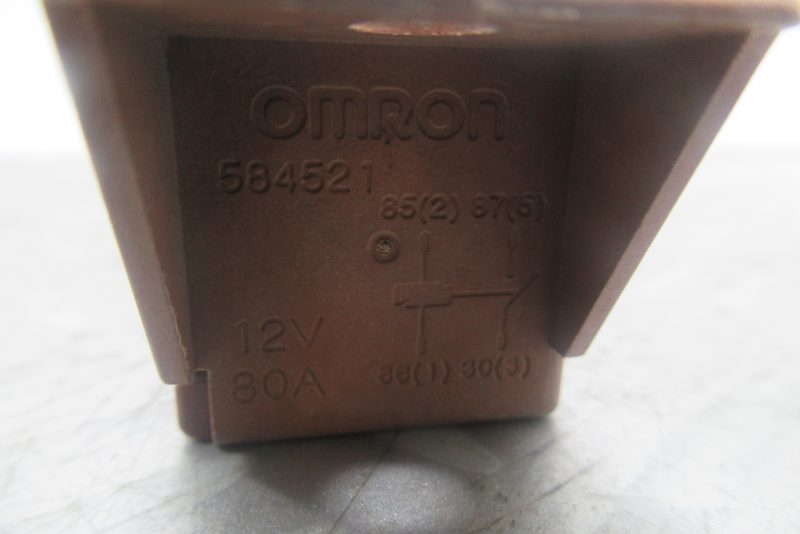 OMRON
584521
85(2) 87(5)
12V
80A
86(1) 30(3)